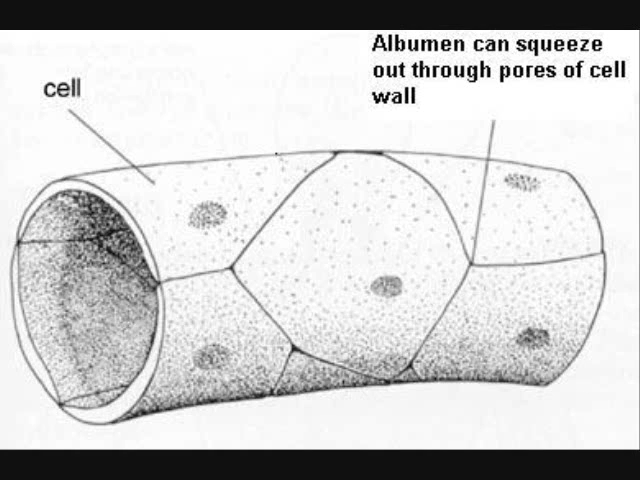 Albumen can squeeze
out through pores of cell
wall
cell